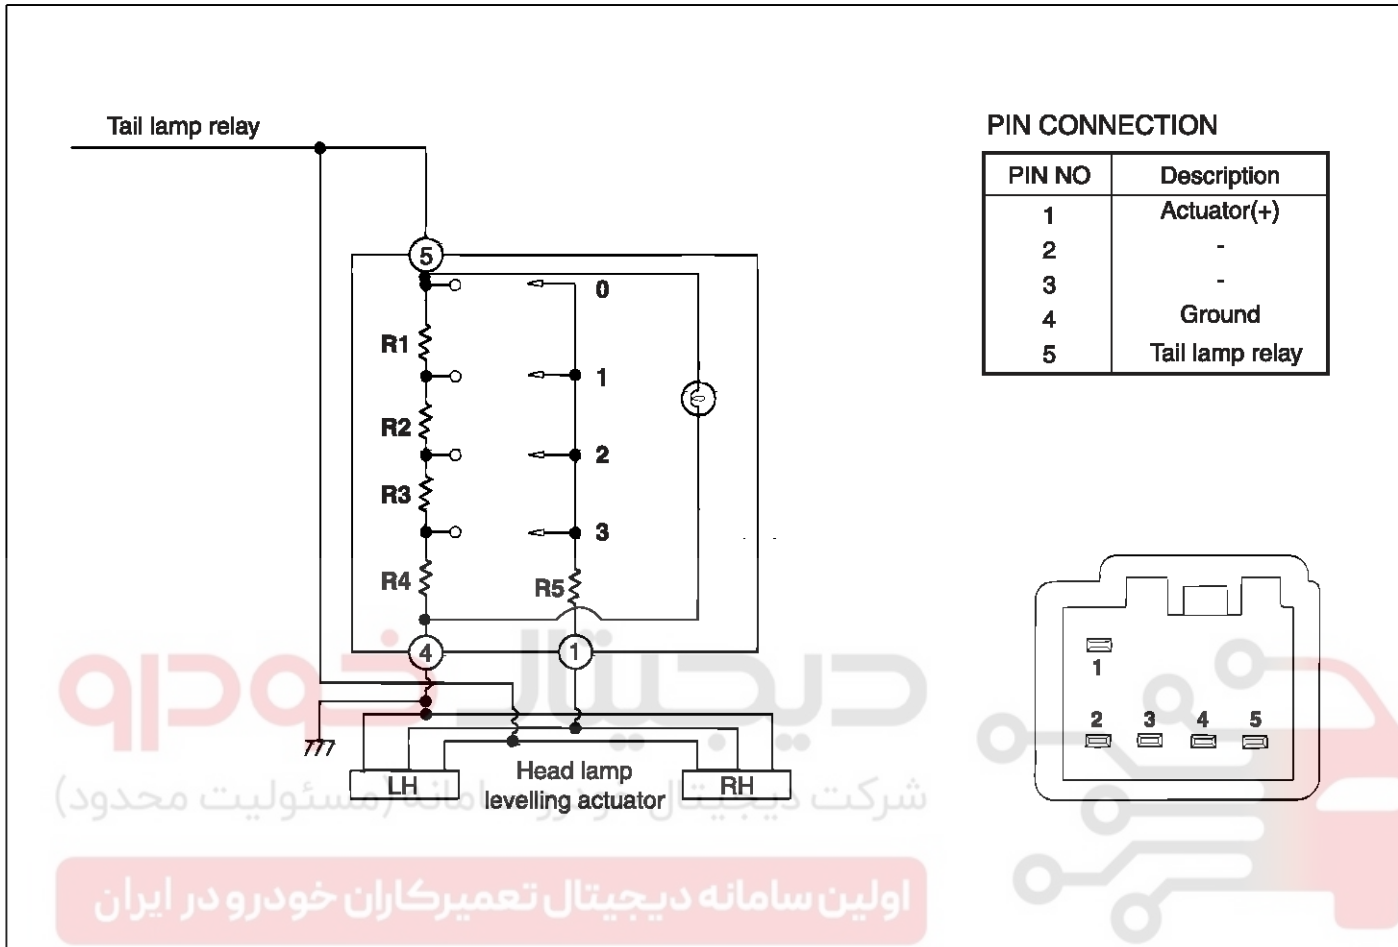 Tail lamp relay
PIN CONNECTION
PIN NO Description
1 Actuator(+)
2 -
3 -
4 Ground
5 Tail lamp relay
5
0
R1
1
R2
2
R3
3
R4
R5
4
1
LH
Head lamp
levelling actuator
RH
1
2 3 4 5
دیجیتال خودرو
شرکت دیجیتال خودرو سامانه (مسئولیت محدود)
اولین سامانه دیجیتال تعمیرکاران خودرو در ایران